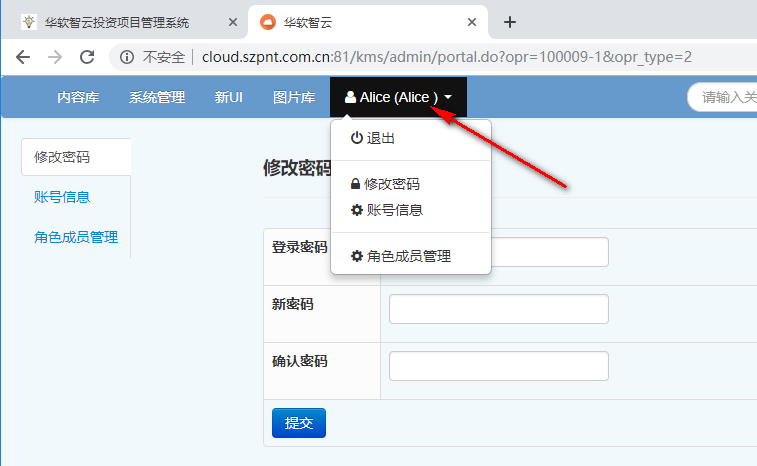 华软智云投资项目管理系统
华软智云
不安全 | cloud.szpnt.com.cn:81/kms/admin/portal.do?opr=100009-1&opr_type=2
内容库 系统管理 新UI 图片库 Alice (Alice ) 请输入关
退出
修改密码
账号信息
角色成员管理
修改密码
账号信息
角色成员管理
修改密码
登录密码
新密码
确认密码
提交